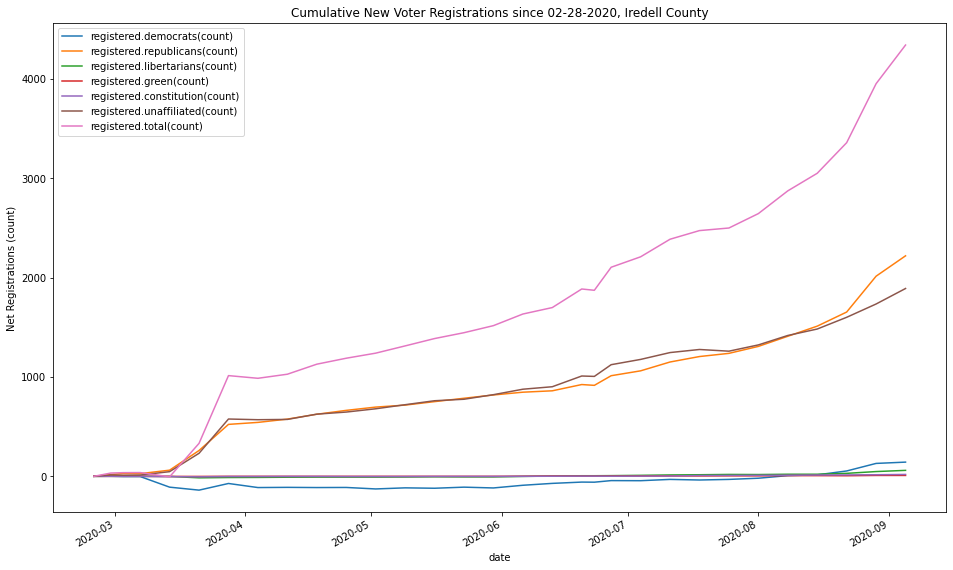 Cumulative New Voter Registrations since 02-28-2020, Iredell County
registered.democrats(count)
registered.republicans(count)
registered.libertarians(count)
registered.green(count)
registered.constitution(count)
registered.unaffiliated(count)
registered.total(count)
Net Registrations (count)
4000
3000
2000
1000
0
2020-03
2020-04
2020-05
2020-06
2020-07
2020-08
2020-09
date